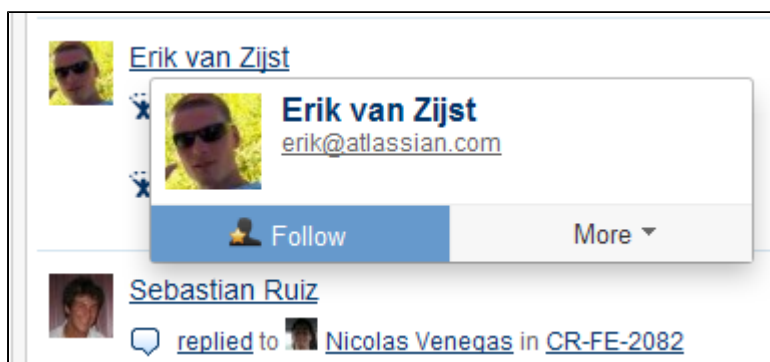 Erik van Zijst
Erik van Zijst
erik@atlassian.com
Follow
More
Sebastian Ruiz
replied to Nicolas Venegas in CR-FE-2082